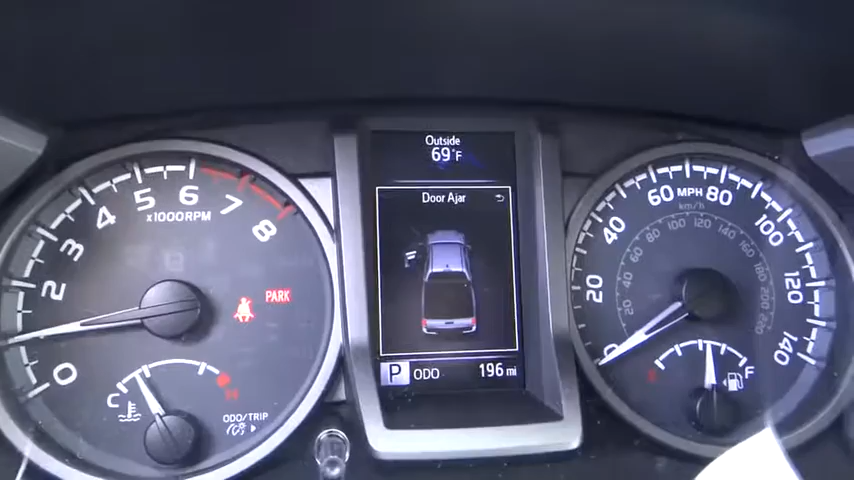 Outside
69°F
Door Ajar
P ODO 196 mi
0 1 2 3 4 5 6 7 8
x1000RPM
PARK
C H
ODO/TRIP
0 20 40 60 80 100 120 140
MPH
km/h
20 40 60 80 100 120 140 160 180 200 220
E F